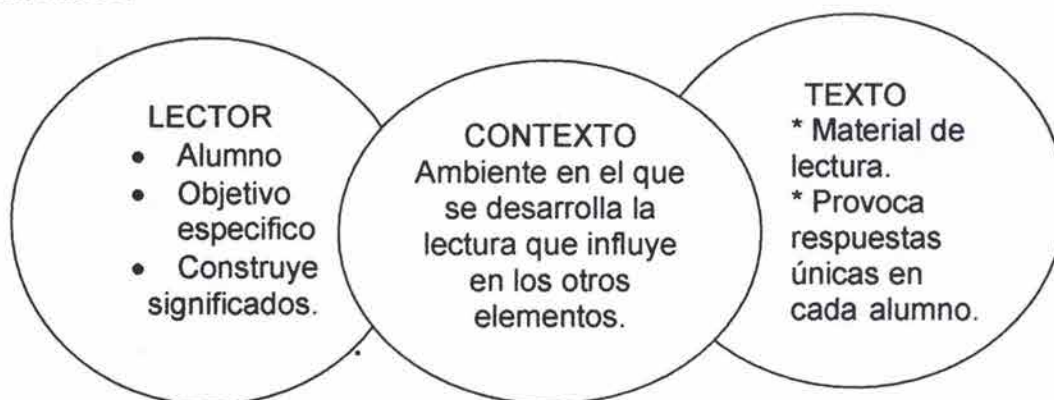 LECTOR
• Alumno
• Objetivo
especifico
• Construye
significados.
CONTEXTO
Ambiente en el que
se desarrolla la
lectura que influye
en los otros
elementos.
TEXTO
* Material de
lectura.
* Provoca
respuestas
únicas en
cada alumno.